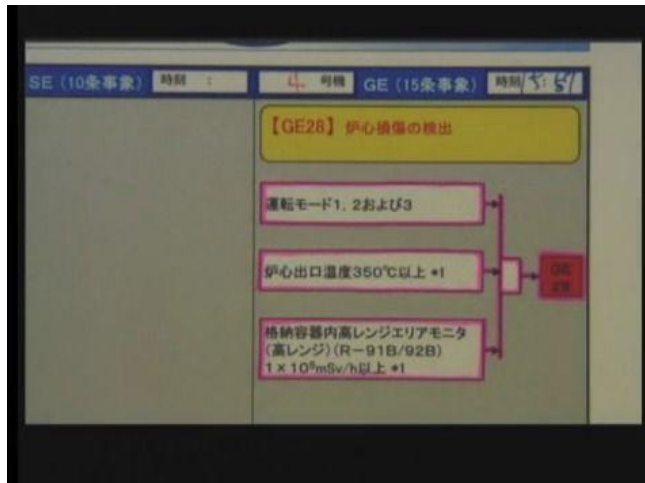 SE (10条事象) 時刻 :
4. 号機 GE (15条事象) 時刻 15:51
【GE28】 炉心損傷の検出
運転モード1, 2および3
炉心出口温度350℃以上 *1
GE
28
格納容器内高レンジエリアモニタ
(高レンジ)(R-91B/92B)
1×10⁵mSv/h以上 *1